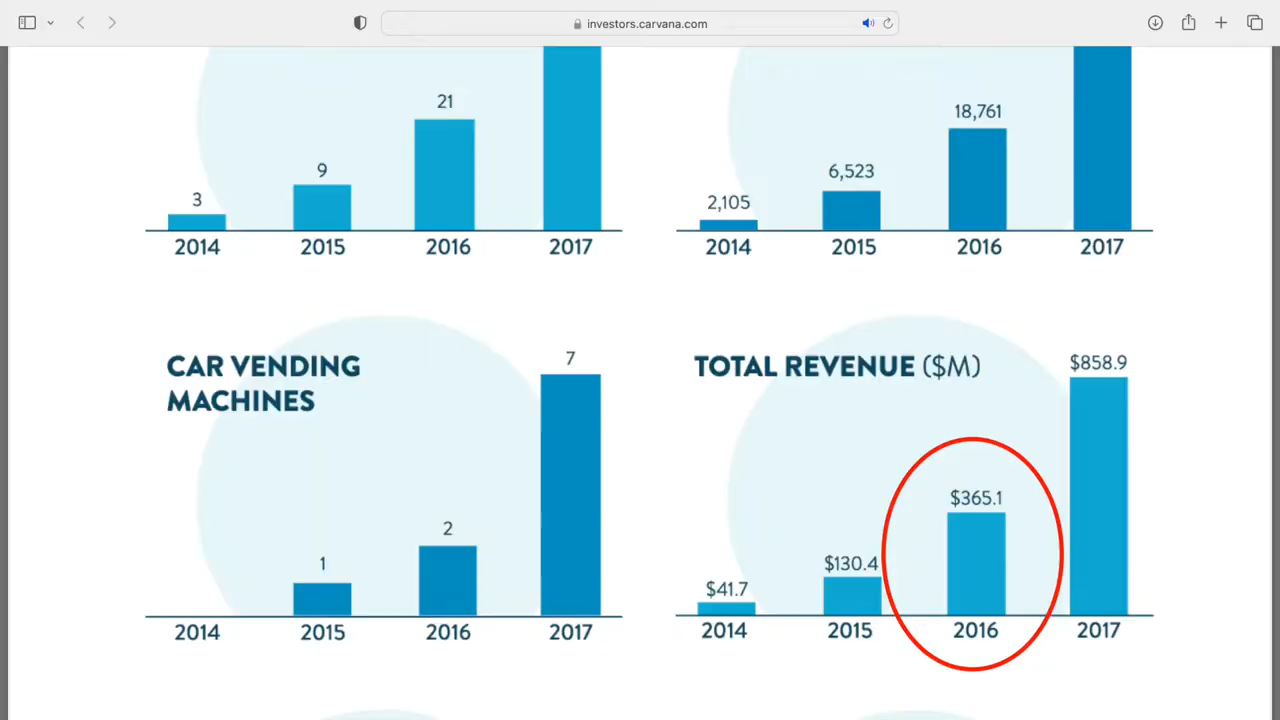 investors.carvana.com
21
9
3
2014 2015 2016 2017
18,761
6,523
2,105
2014 2015 2016 2017
CAR VENDING
MACHINES
7
2
1
2014 2015 2016 2017
TOTAL REVENUE ($M)
$858.9
$365.1
$130.4
$41.7
2014 2015 2016 2017